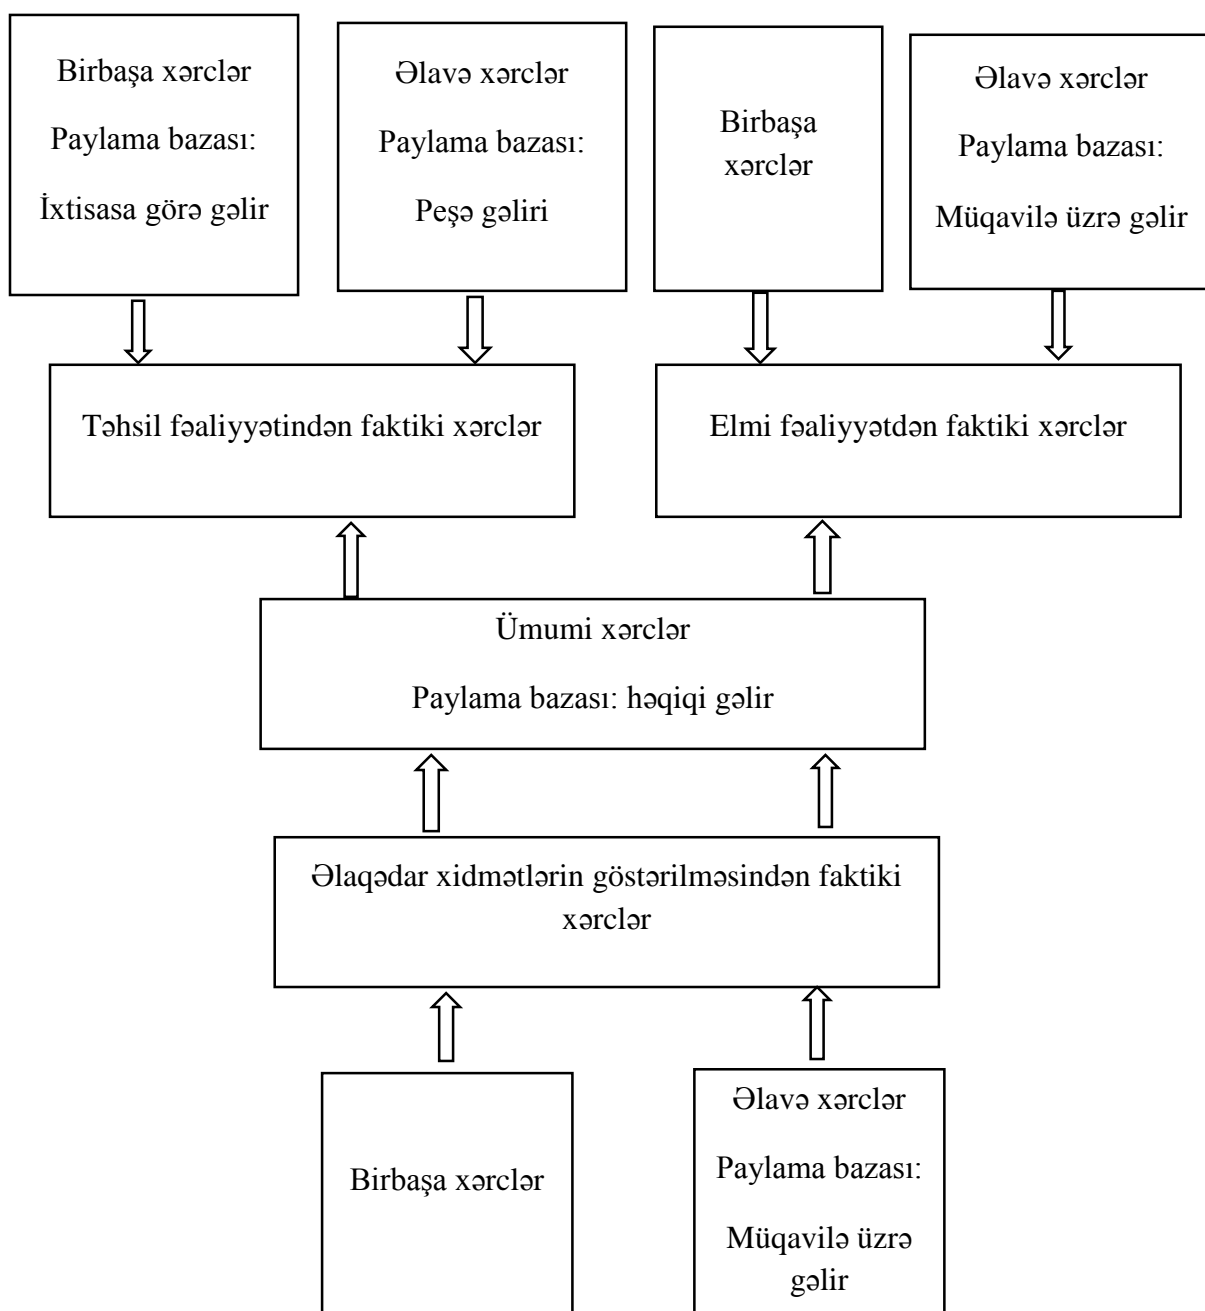 Birbaşa xərclər
Paylama bazası:
İxtisasa görə gəlir
Əlavə xərclər
Paylama bazası:
Peşə gəliri
Birbaşa
xərclər
Əlavə xərclər
Paylama bazası:
Müqavilə üzrə gəlir
Təhsil fəaliyyətindən faktiki xərclər
Elmi fəaliyyətdən faktiki xərclər
Ümumi xərclər
Paylama bazası: həqiqi gəlir
Əlaqədar xidmətlərin göstərilməsindən faktiki
xərclər
Birbaşa xərclər
Əlavə xərclər
Paylama bazası:
Müqavilə üzrə
gəlir